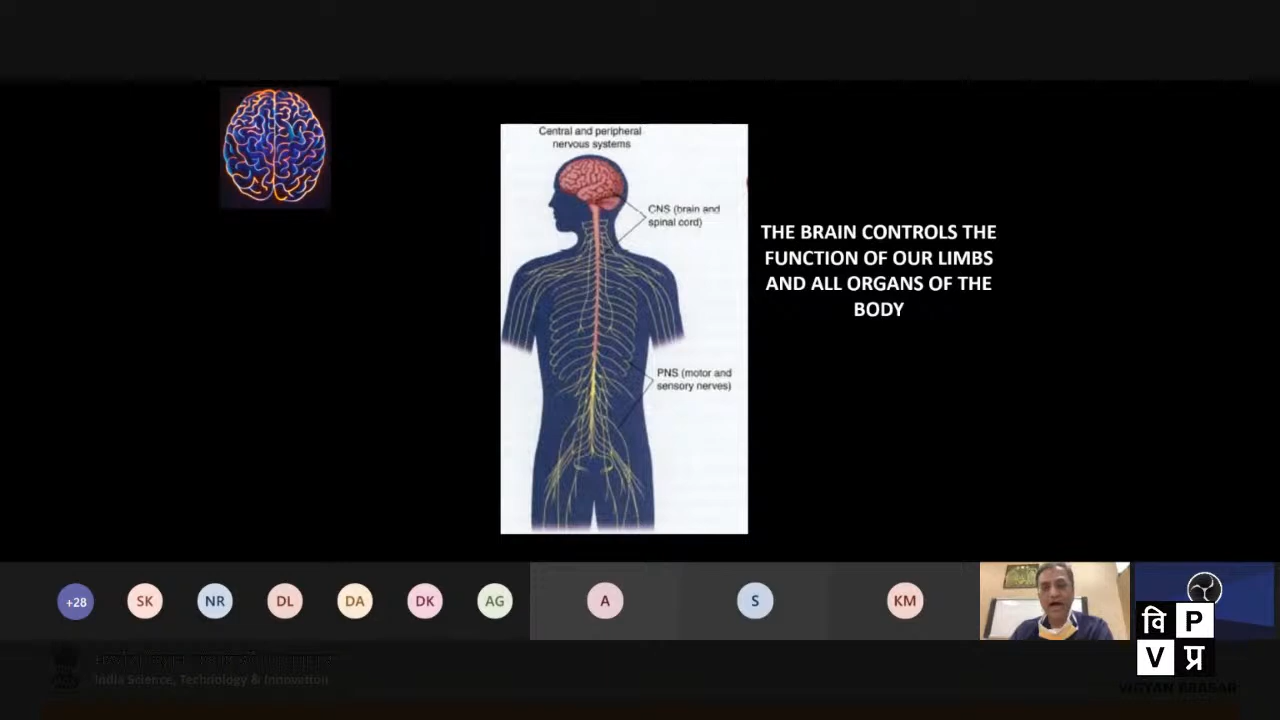 Central and peripheral
nervous systems
CNS (brain and
spinal cord)
THE BRAIN CONTROLS THE
FUNCTION OF OUR LIMBS
AND ALL ORGANS OF THE
BODY
PNS (motor and
sensory nerves)
+28
SK
NR
DL
DA
DK
AG
A
S
KM
वि P
V प्र
India Science, Technology & Innovation
VIGYAN PRASAR